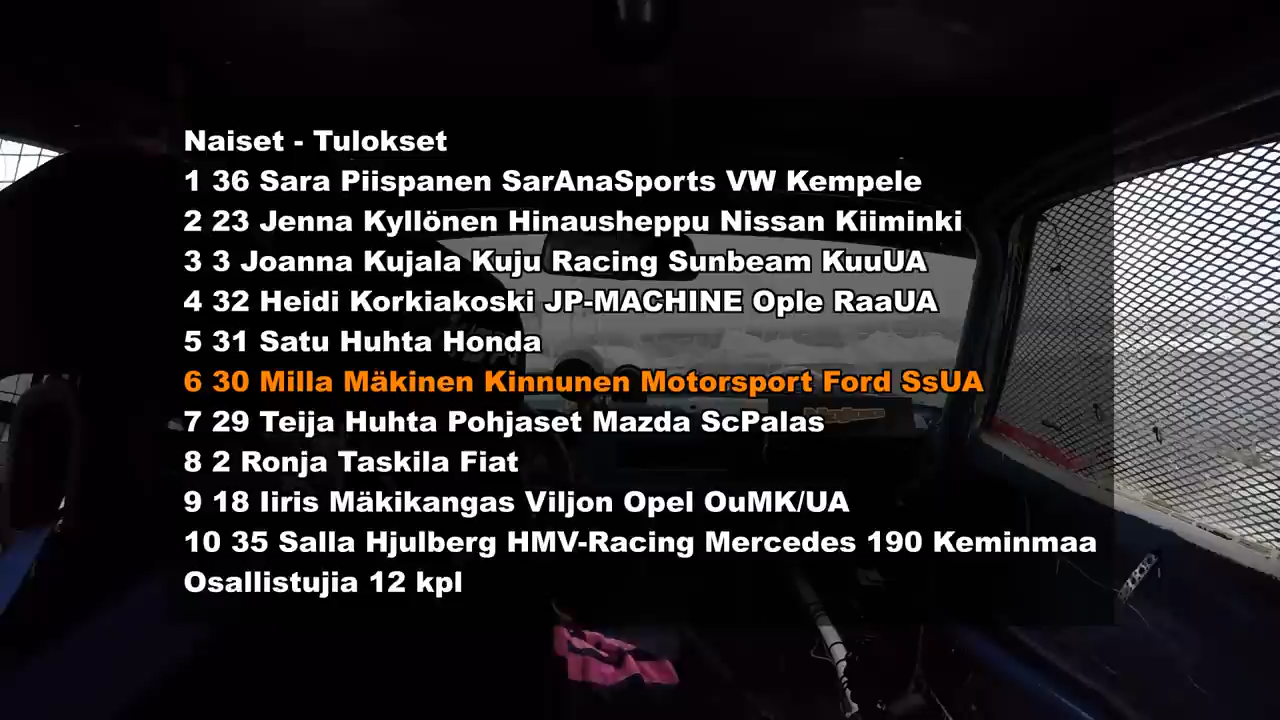 Naiset - Tulokset
1 36 Sara Piispanen SarAnaSports VW Kempele
2 23 Jenna Kyllönen Hinausheppu Nissan Kiiminki
3 3 Joanna Kujala Kuju Racing Sunbeam KuuUA
4 32 Heidi Korkiakoski JP-MACHINE Ople RaaUA
5 31 Satu Huhta Honda
6 30 Milla Mäkinen Kinnunen Motorsport Ford SsUA
7 29 Teija Huhta Pohjaset Mazda ScPalas
8 2 Ronja Taskila Fiat
9 18 Iiris Mäkikangas Viljon Opel OuMK/UA
10 35 Salla Hjulberg HMV-Racing Mercedes 190 Keminmaa
Osallistujia 12 kpl